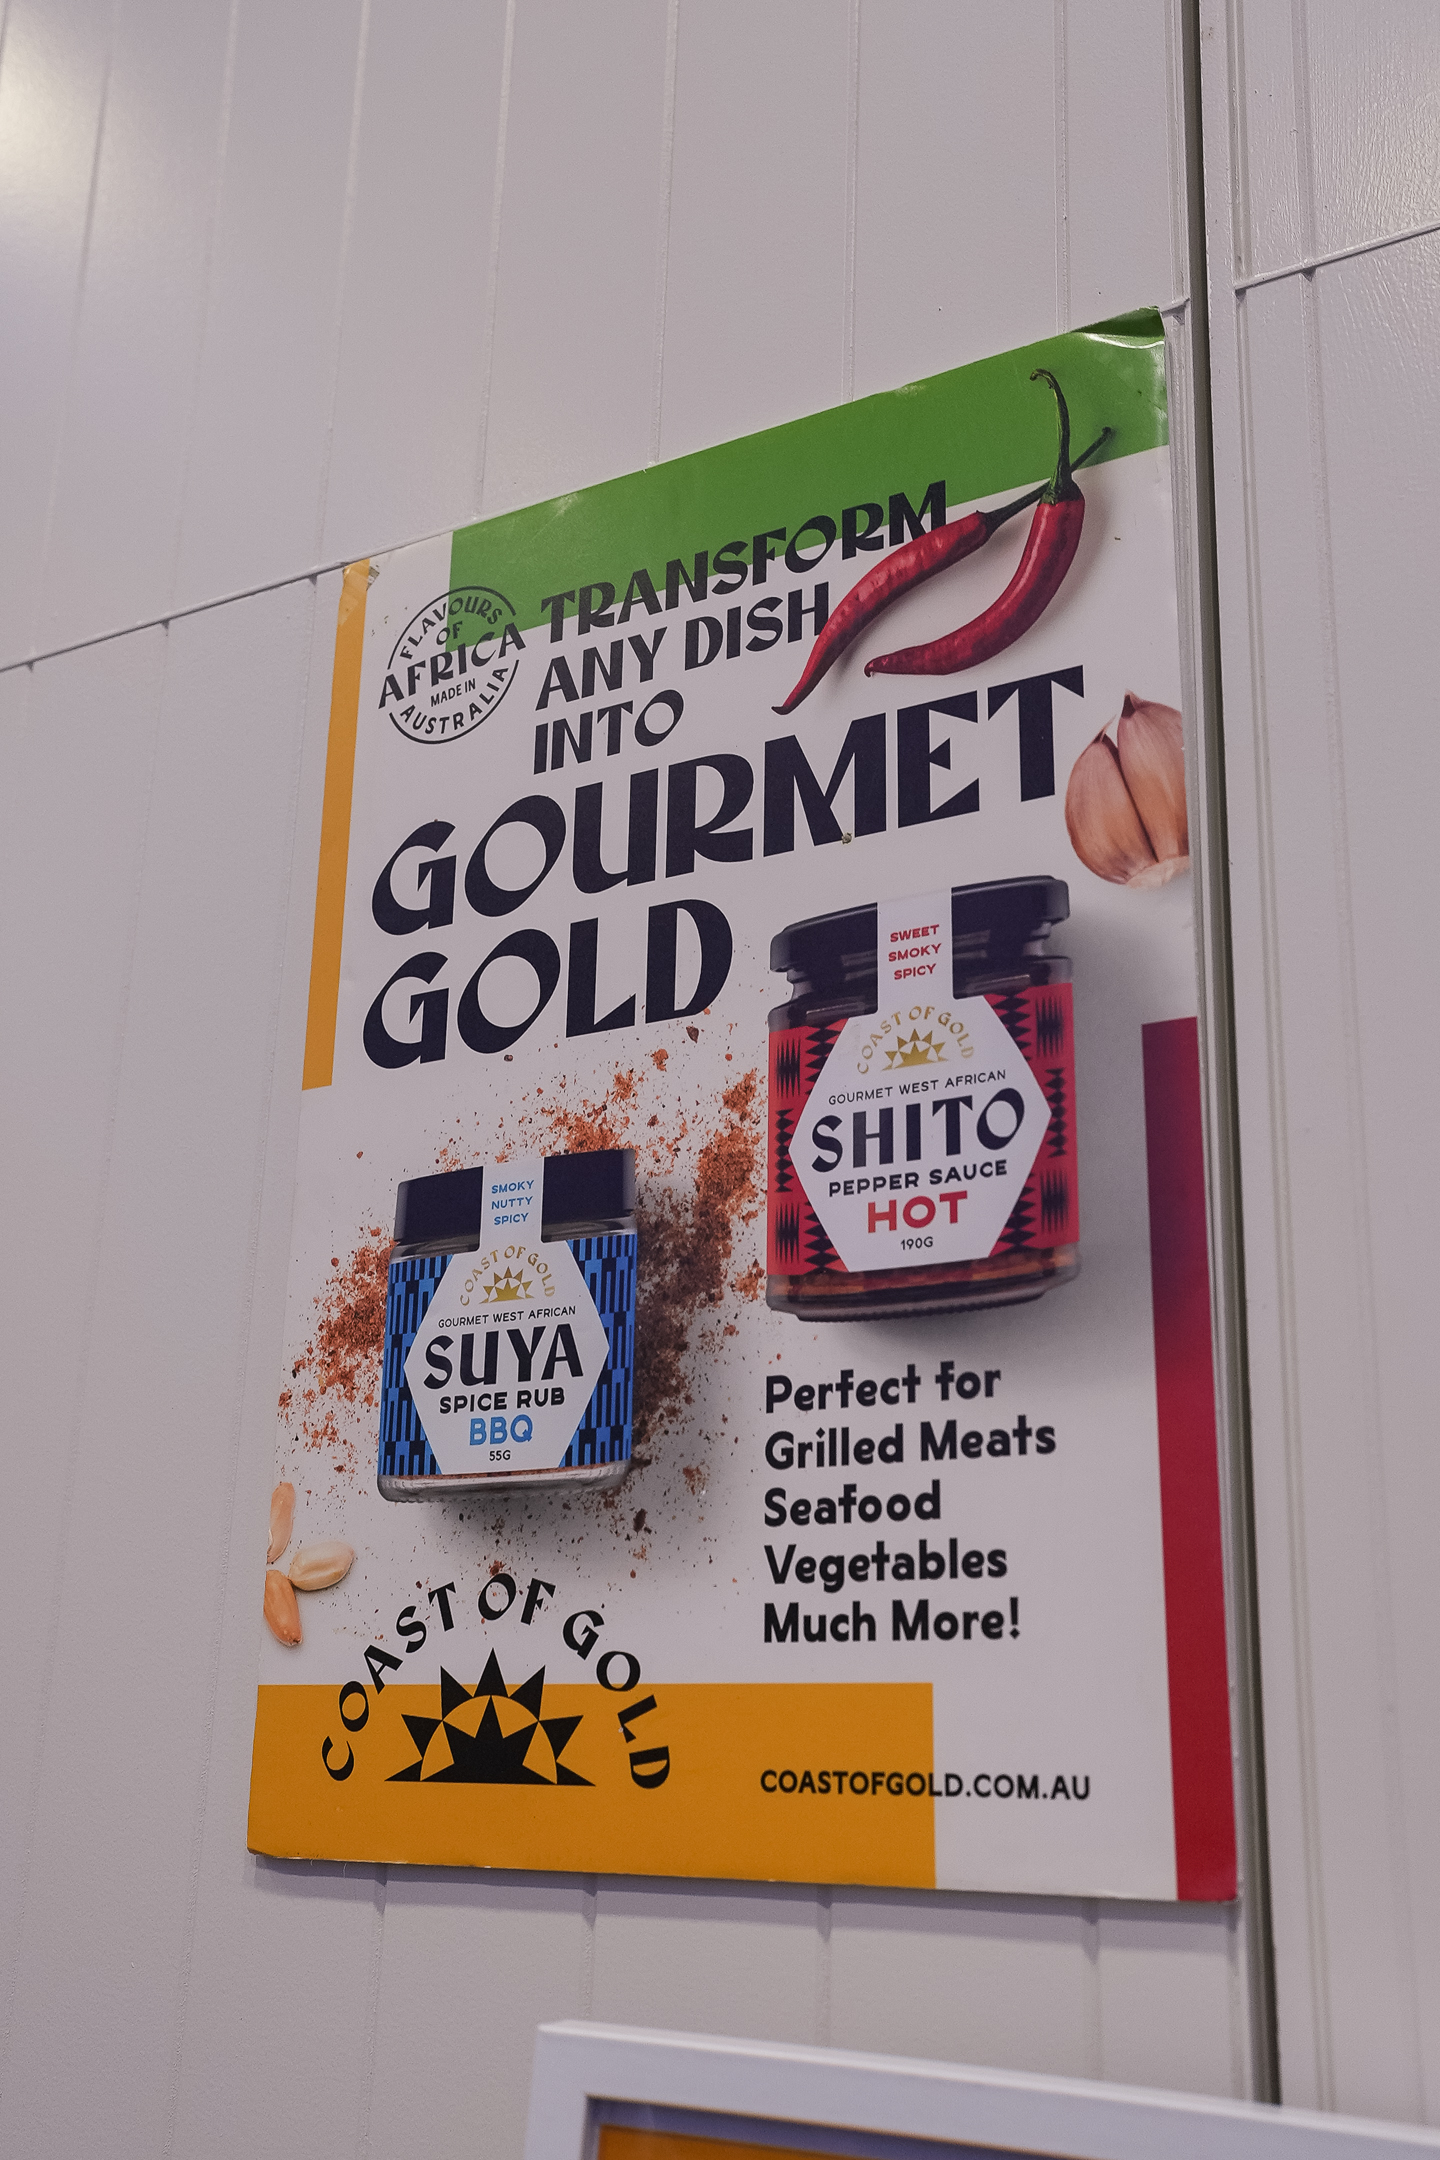 FLAVOURS
OF
AFRICA
MADE IN
AUSTRALIA
TRANSFORM
ANY DISH
INTO
GOURMET
GOLD
SWEET
SMOKY
SPICY
COAST OF GOLD
GOURMET WEST AFRICAN
SHITO
PEPPER SAUCE
HOT
190G
SMOKY
NUTTY
SPICY
COAST OF GOLD
GOURMET WEST AFRICAN
SUYA
SPICE RUB
BBQ
55G
Perfect for
Grilled Meats
Seafood
Vegetables
Much More!
COAST OF GOLD
COASTOFGOLD.COM.AU